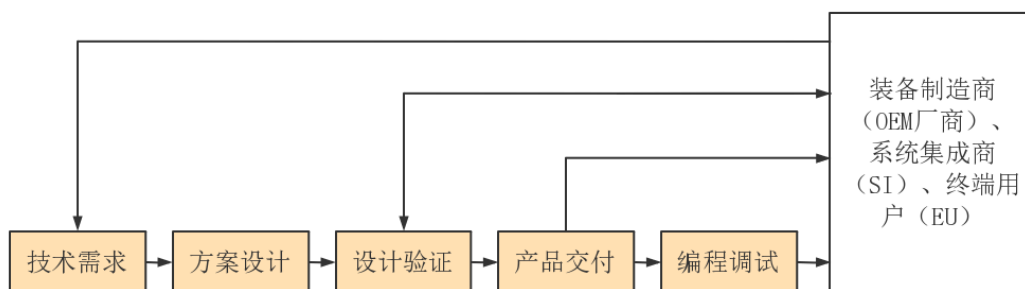 装备制造商
（OEM厂商）、
系统集成商
（SI）、终端用
户（EU）
技术需求
方案设计
设计验证
产品交付
编程调试